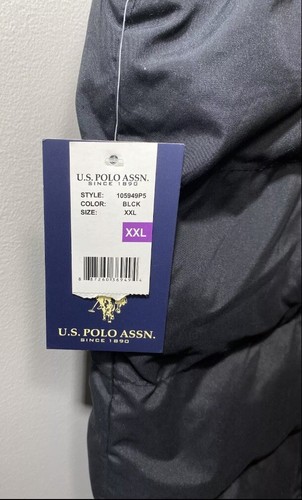 U.S. POLO ASSN.
SINCE 1890
STYLE: 105949P5
COLOR: BLCK
SIZE: XXL
XXL
U.S. POLO ASSN.
SINCE 1890